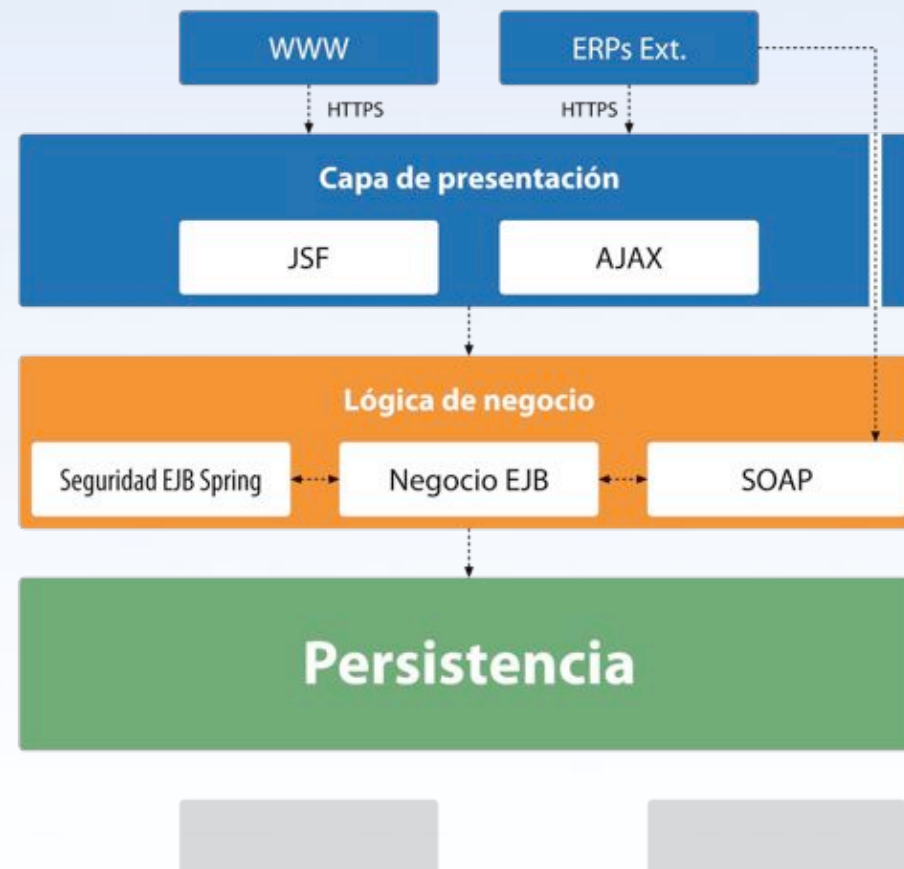 WWW
ERPs Ext.
HTTPS
HTTPS
Capa de presentación
JSF
AJAX
Lógica de negocio
Seguridad EJB Spring
Negocio EJB
SOAP
Persistencia